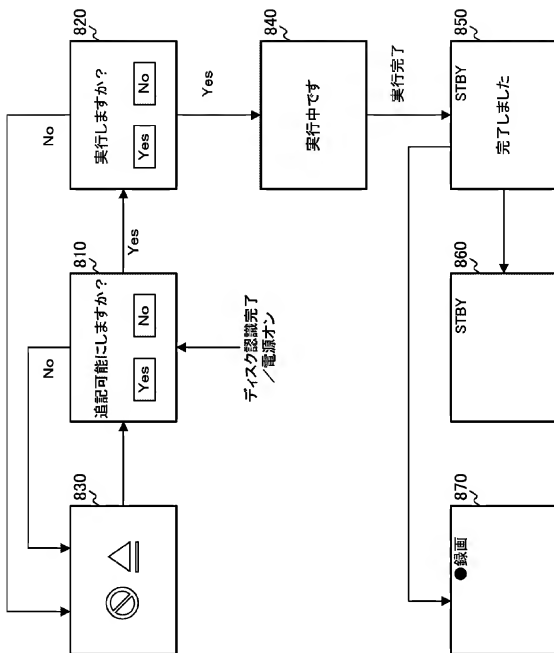 830
810
追記可能にしますか？
Yes
No
No
Yes
ディスク認識完了
／電源オン
820
実行しますか？
Yes
No
No
Yes
840
実行中です
実行完了
850
STBY
完了しました
860
STBY
870
●録画